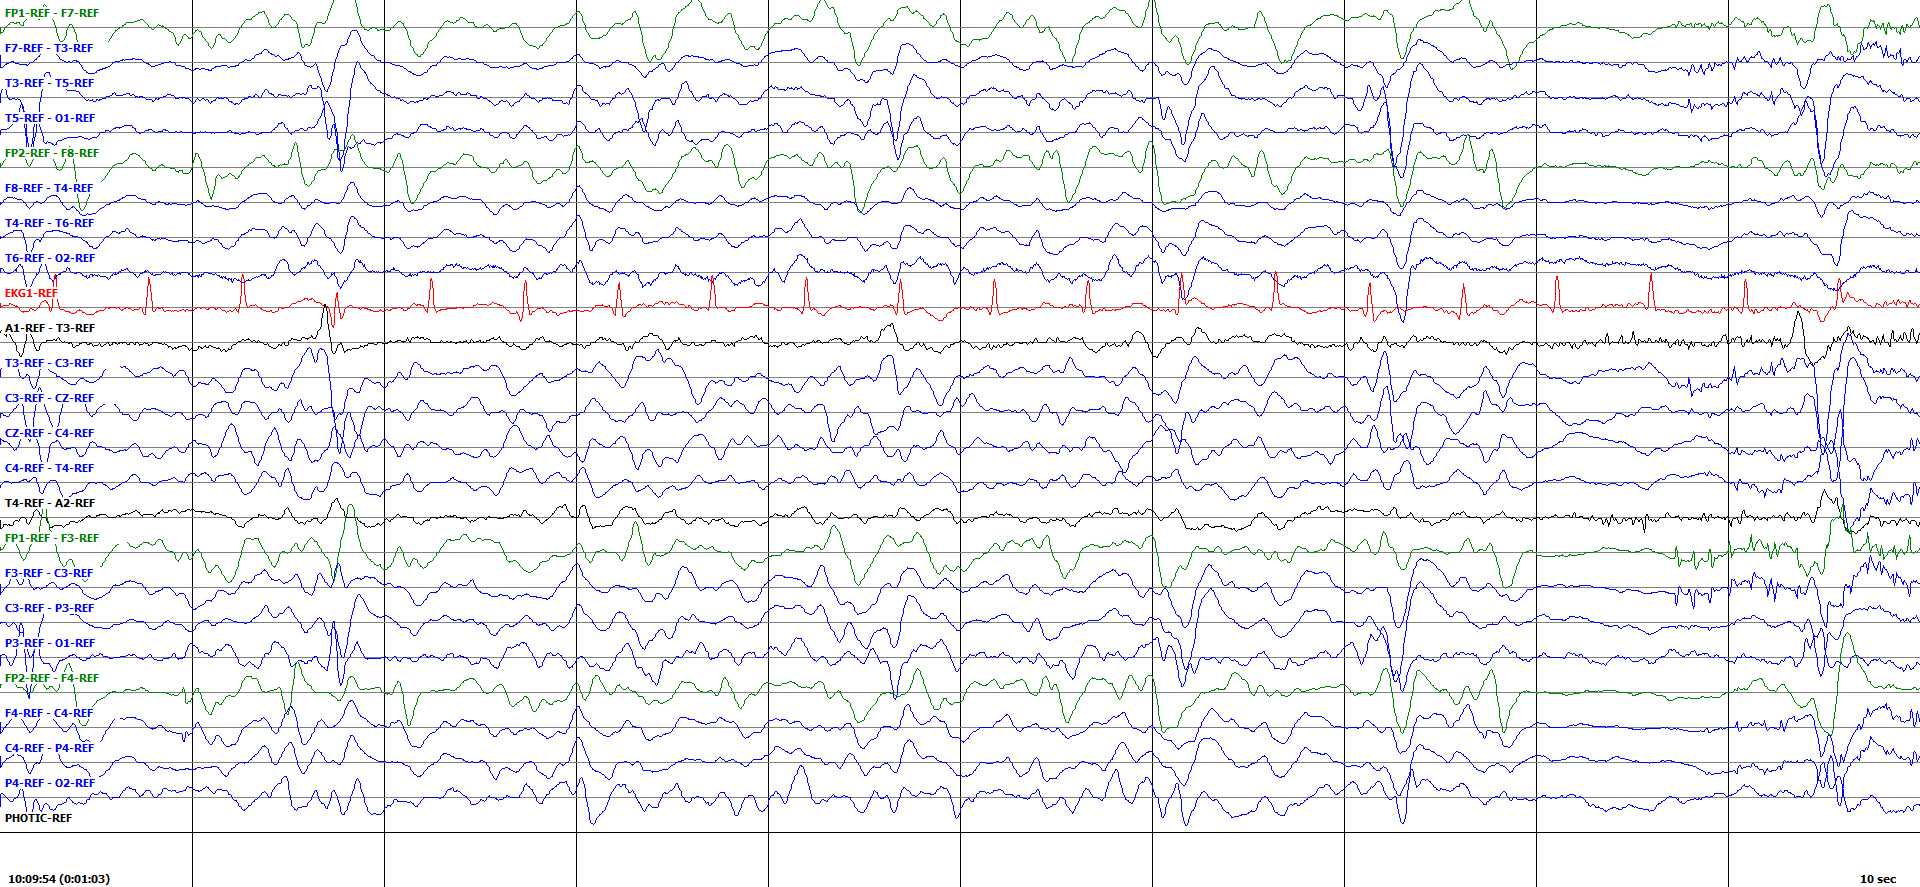 FP1-REF - F7-REF
F7-REF - T3-REF
T3-REF - T5-REF
T5-REF - O1-REF
FP2-REF - F8-REF
F8-REF - T4-REF
T4-REF - T6-REF
T6-REF - O2-REF
EKG1-REF
A1-REF - T3-REF
T3-REF - C3-REF
C3-REF - CZ-REF
CZ-REF - C4-REF
C4-REF - T4-REF
T4-REF - A2-REF
FP1-REF - F3-REF
F3-REF - C3-REF
C3-REF - P3-REF
P3-REF - O1-REF
FP2-REF - F4-REF
F4-REF - C4-REF
C4-REF - P4-REF
P4-REF - O2-REF
PHOTIC-REF
10:09:54 (0:01:03)
10 sec